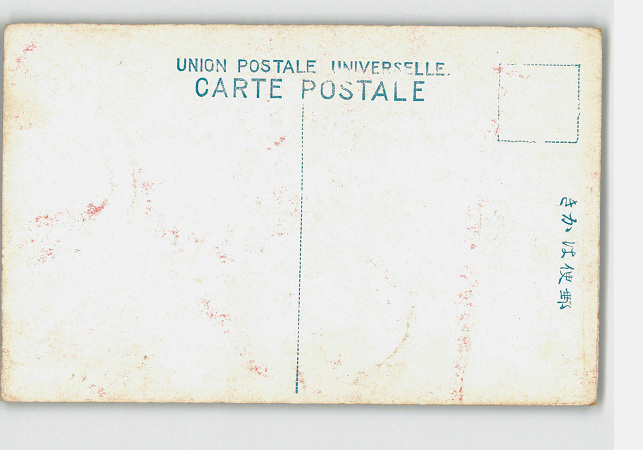 UNION POSTALE UNIVERSELLE.
CARTE POSTALE
きかは便郵